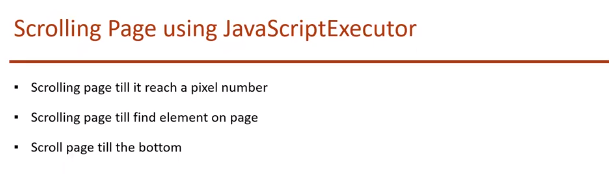 Scrolling Page using JavaScriptExecutor
▪ Scrolling page till it reach a pixel number
▪ Scrolling page till find element on page
▪ Scroll page till the bottom